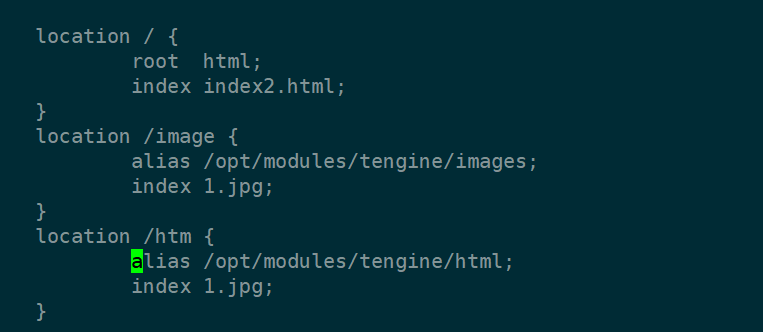 location / {
root  html;
index index2.html;
}
location /image {
alias /opt/modules/tengine/images;
index 1.jpg;
}
location /htm {
alias /opt/modules/tengine/html;
index 1.jpg;
}